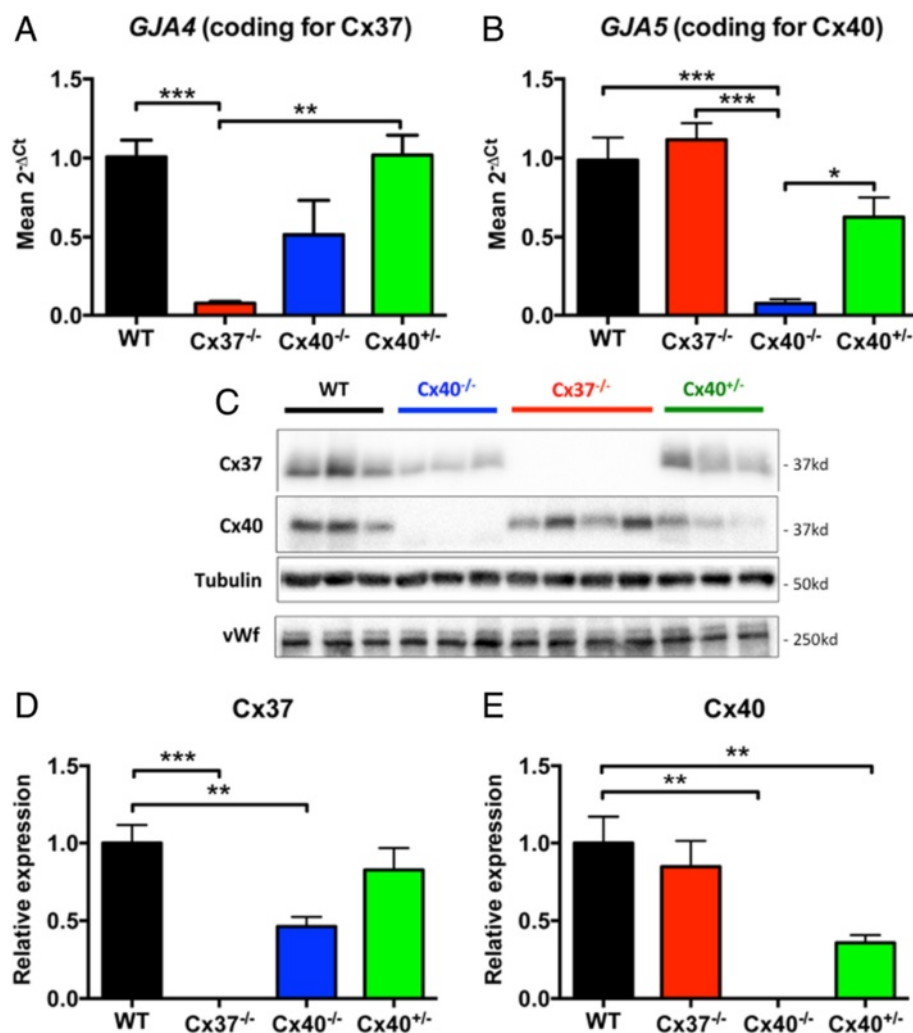 A
GJA4 (coding for Cx37)
Mean 2^-ΔCt
1.5
1.0
0.5
0.0
***
**
WT
Cx37-/-
Cx40-/-
Cx40+/-
B
GJA5 (coding for Cx40)
Mean 2^-ΔCt
1.5
1.0
0.5
0.0
***
***
*
WT
Cx37-/-
Cx40-/-
Cx40+/-
C
WT
Cx40-/-
Cx37-/-
Cx40+/-
Cx37
- 37kd
Cx40
- 37kd
Tubulin
- 50kd
vWf
- 250kd
D
Cx37
Relative expression
1.5
1.0
0.5
0.0
***
**
WT
Cx37-/-
Cx40-/-
Cx40+/-
E
Cx40
Relative expression
1.5
1.0
0.5
0.0
**
**
WT
Cx37-/-
Cx40-/-
Cx40+/-